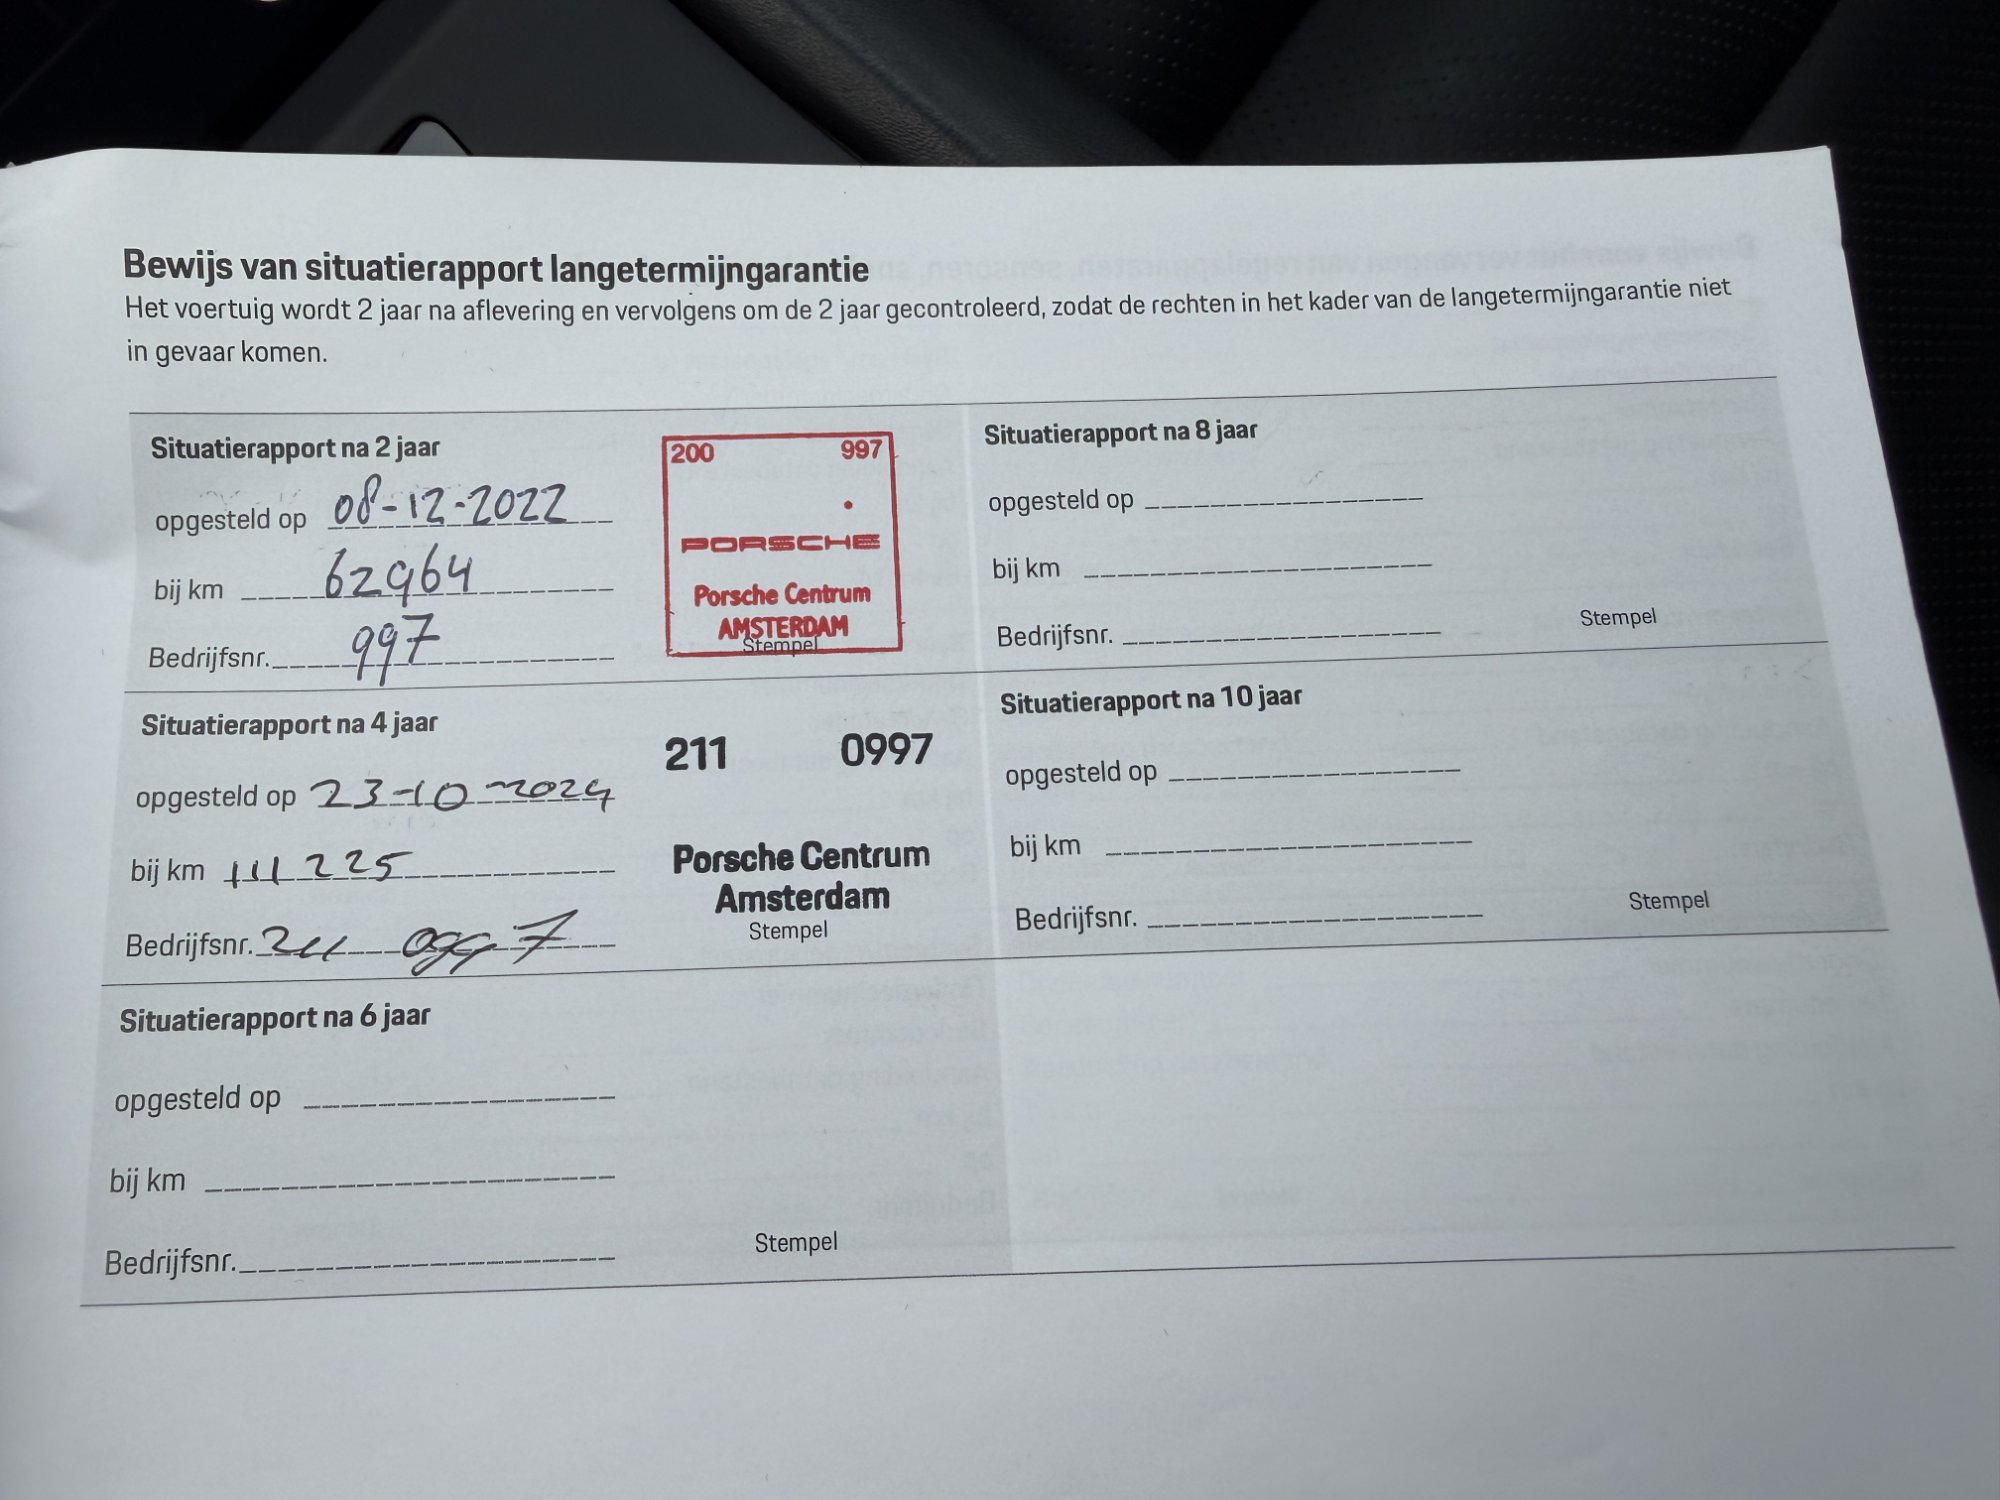 Bewijs van situatierapport langetermijngarantie
Het voertuig wordt 2 jaar na aflevering en vervolgens om de 2 jaar gecontroleerd, zodat de rechten in het kader van de langetermijngarantie niet
in gevaar komen.
Situatierapport na 2 jaar
opgesteld op 08-12-2022
bij km 62964
Bedrijfsnr. 997
200 997
PORSCHE
Porsche Centrum
AMSTERDAM
Stempel
Situatierapport na 4 jaar
opgesteld op 23-10-2024
bij km 111225
Bedrijfsnr. 211 0997
211 0997
Porsche Centrum
Amsterdam
Stempel
Situatierapport na 6 jaar
opgesteld op
bij km
Bedrijfsnr.
Stempel
Situatierapport na 8 jaar
opgesteld op
bij km
Bedrijfsnr.
Stempel
Situatierapport na 10 jaar
opgesteld op
bij km
Bedrijfsnr.
Stempel